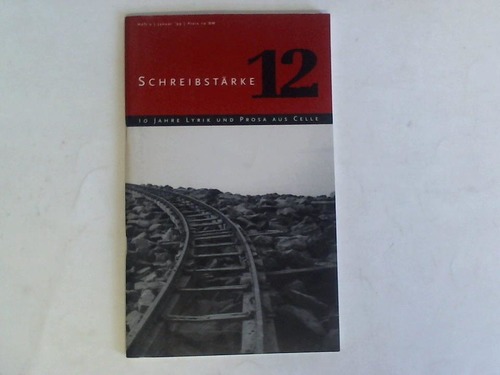 SCHREIBSTÄRKE 12
10 JAHRE LYRIK UND PROSA AUS CELLE